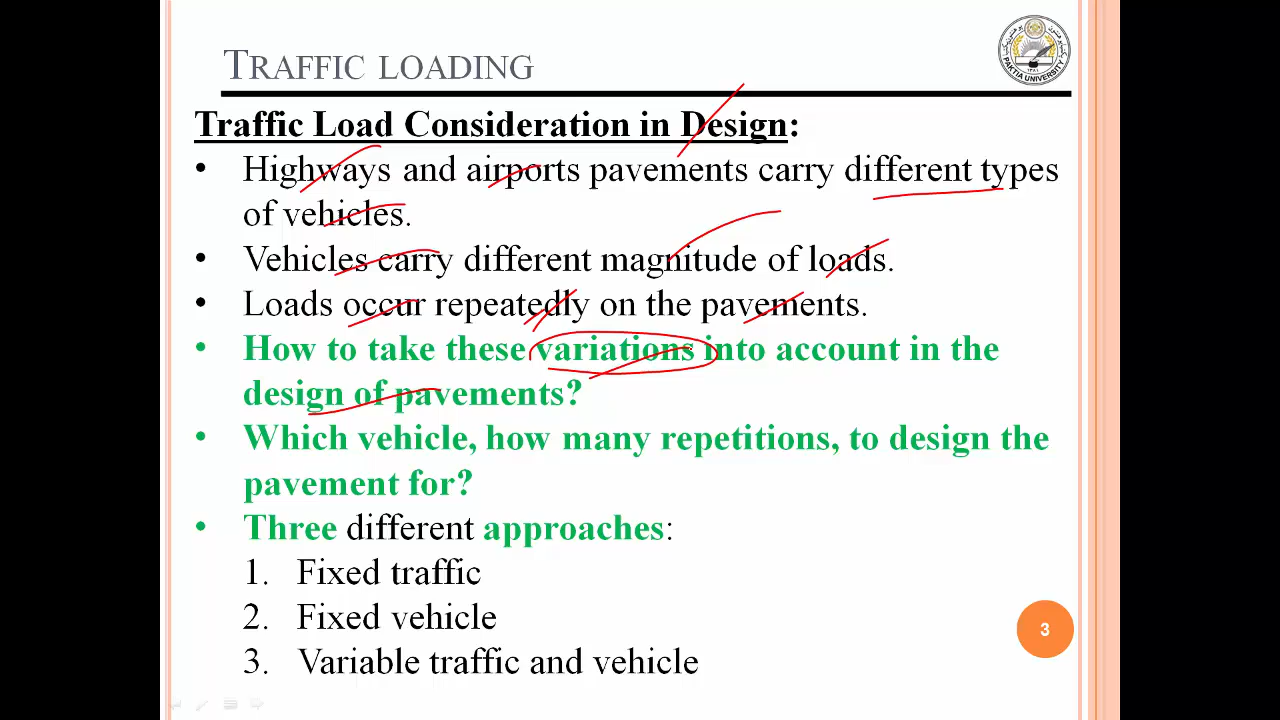 TRAFFIC LOADING
PAKTIA UNIVERSITY
Traffic Load Consideration in Design:
• Highways and airports pavements carry different types
of vehicles.
• Vehicles carry different magnitude of loads.
• Loads occur repeatedly on the pavements.
• How to take these variations into account in the
design of pavements?
• Which vehicle, how many repetitions, to design the
pavement for?
• Three different approaches:
1. Fixed traffic
2. Fixed vehicle
3. Variable traffic and vehicle
3